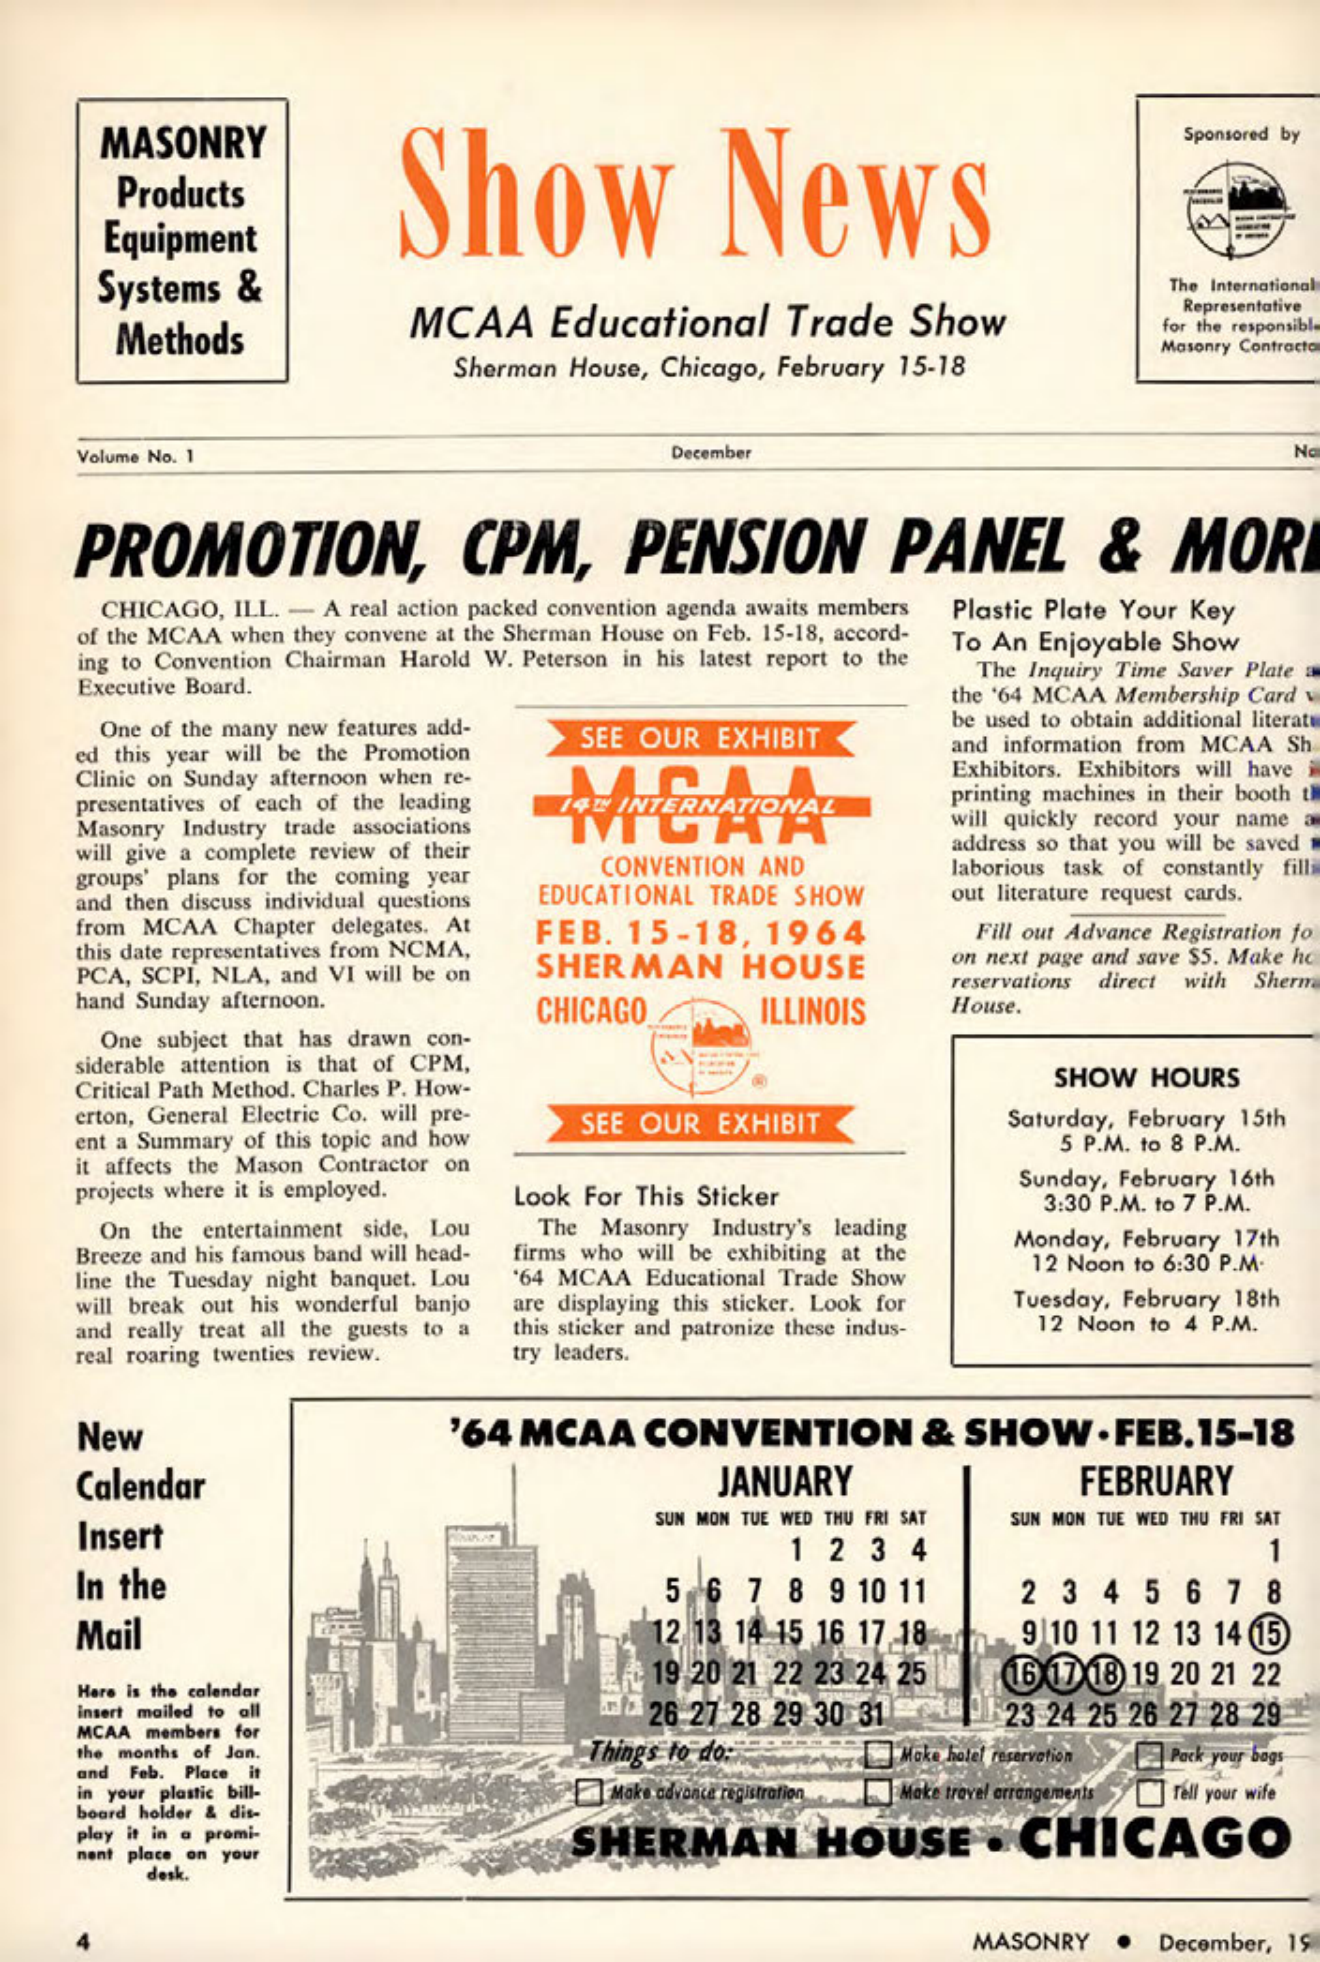 MASONRY
Products
Equipment
Systems &
Methods
Show News
MCAA Educational Trade Show
Sherman House, Chicago, February 15-18
Sponsored by
The International
Representative
for the
Masonry
Volume No. 1
December
PROMOTION, CPM, PENSION PANEL &
CHICAGO, ILL. — A real action packed convention agenda awaits members
of the MCAA when they convene at the Sherman House on Feb. 15-18, accord-
ing to Convention Chairman Harold W. Peterson in his latest report to the
Executive Board.
One of the many new features add-
ed this year will be the Promotion
Clinic on Sunday afternoon when re-
presentatives of each of the leading
Masonry Industry trade associations
will give a complete review of their
groups' plans for the coming year
and then discuss individual questions
from MCAA Chapter delegates. At
this date representatives from NCMA,
PCA, SCPI, NLA, and VI will be on
hand Sunday afternoon.
One subject that has drawn con-
siderable attention is that of CPM,
Critical Path Method. Charles P. How-
erton, General Electric Co. will pre-
ent a Summary of this topic and how
it affects the Mason Contractor on
projects where it is employed.
On the entertainment side, Lou
Breeze and his famous band will head-
line the Tuesday night banquet. Lou
will break out his wonderful banjo
and really treat all the guests to a
real roaring twenties review.
SEE OUR EXHIBIT
MCAA
14TH INTERNATIONAL
CONVENTION AND
EDUCATIONAL TRADE SHOW
FEB. 15-18, 1964
SHERMAN HOUSE
CHICAGO ILLINOIS
®
SEE OUR EXHIBIT
Look For This Sticker
The Masonry Industry's leading
firms who will be exhibiting at the
'64 MCAA Educational Trade Show
are displaying this sticker. Look for
this sticker and patronize these indus-
try leaders.
Plastic Plate Your Key
To An Enjoyable Show
The Inquiry Time Saver Plate
the '64 MCAA Membership Card
be used to obtain additional
and information from MCAA
Exhibitors. Exhibitors will have
printing machines in their booth
will quickly record your name
address so that you will be saved
laborious task of constantly
out literature request cards.
Fill out Advance Registration
on next page and save $5. Make
reservations direct with
House.
SHOW HOURS
Saturday, February 15th
5 P.M. to 8 P.M.
Sunday, February 16th
3:30 P.M. to 7 P.M.
Monday, February 17th
12 Noon to 6:30 P.M.
Tuesday, February 18th
12 Noon to 4 P.M.
New
Calendar
Insert
In the
Mail
Here is the calendar
insert mailed to all
MCAA members for
the months of Jan.
and Feb. Place it
in your plastic bill-
board holder & dis-
play it in a promi-
nent place on your
desk.
'64 MCAA CONVENTION & SHOW • FEB. 15-18
JANUARY
SUN MON TUE WED THU FRI SAT
1 2 3 4
5 6 7 8 9 10 11
12 13 14 15 16 17 18
19 20 21 22 23 24 25
26 27 28 29 30 31
FEBRUARY
SUN MON TUE WED THU FRI SAT
1
2 3 4 5 6 7 8
9 10 11 12 13 14 15
16 17 18 19 20 21 22
23 24 25 26 27 28 29
Things to do:
Make hotel reservation
Pack your bags
Make advance registration
Make travel arrangements
Tell your wife
SHERMAN HOUSE • CHICAGO
4
MASONRY • December,